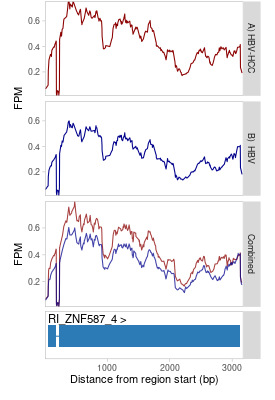 0.6
0.4
0.2
FPM
A) HBV-HCC
0.6
0.4
0.2
FPM
B) HBV
0.6
0.4
0.2
FPM
Combined
RI_ZNF587_4 >
1000 2000 3000
Distance from region start (bp)